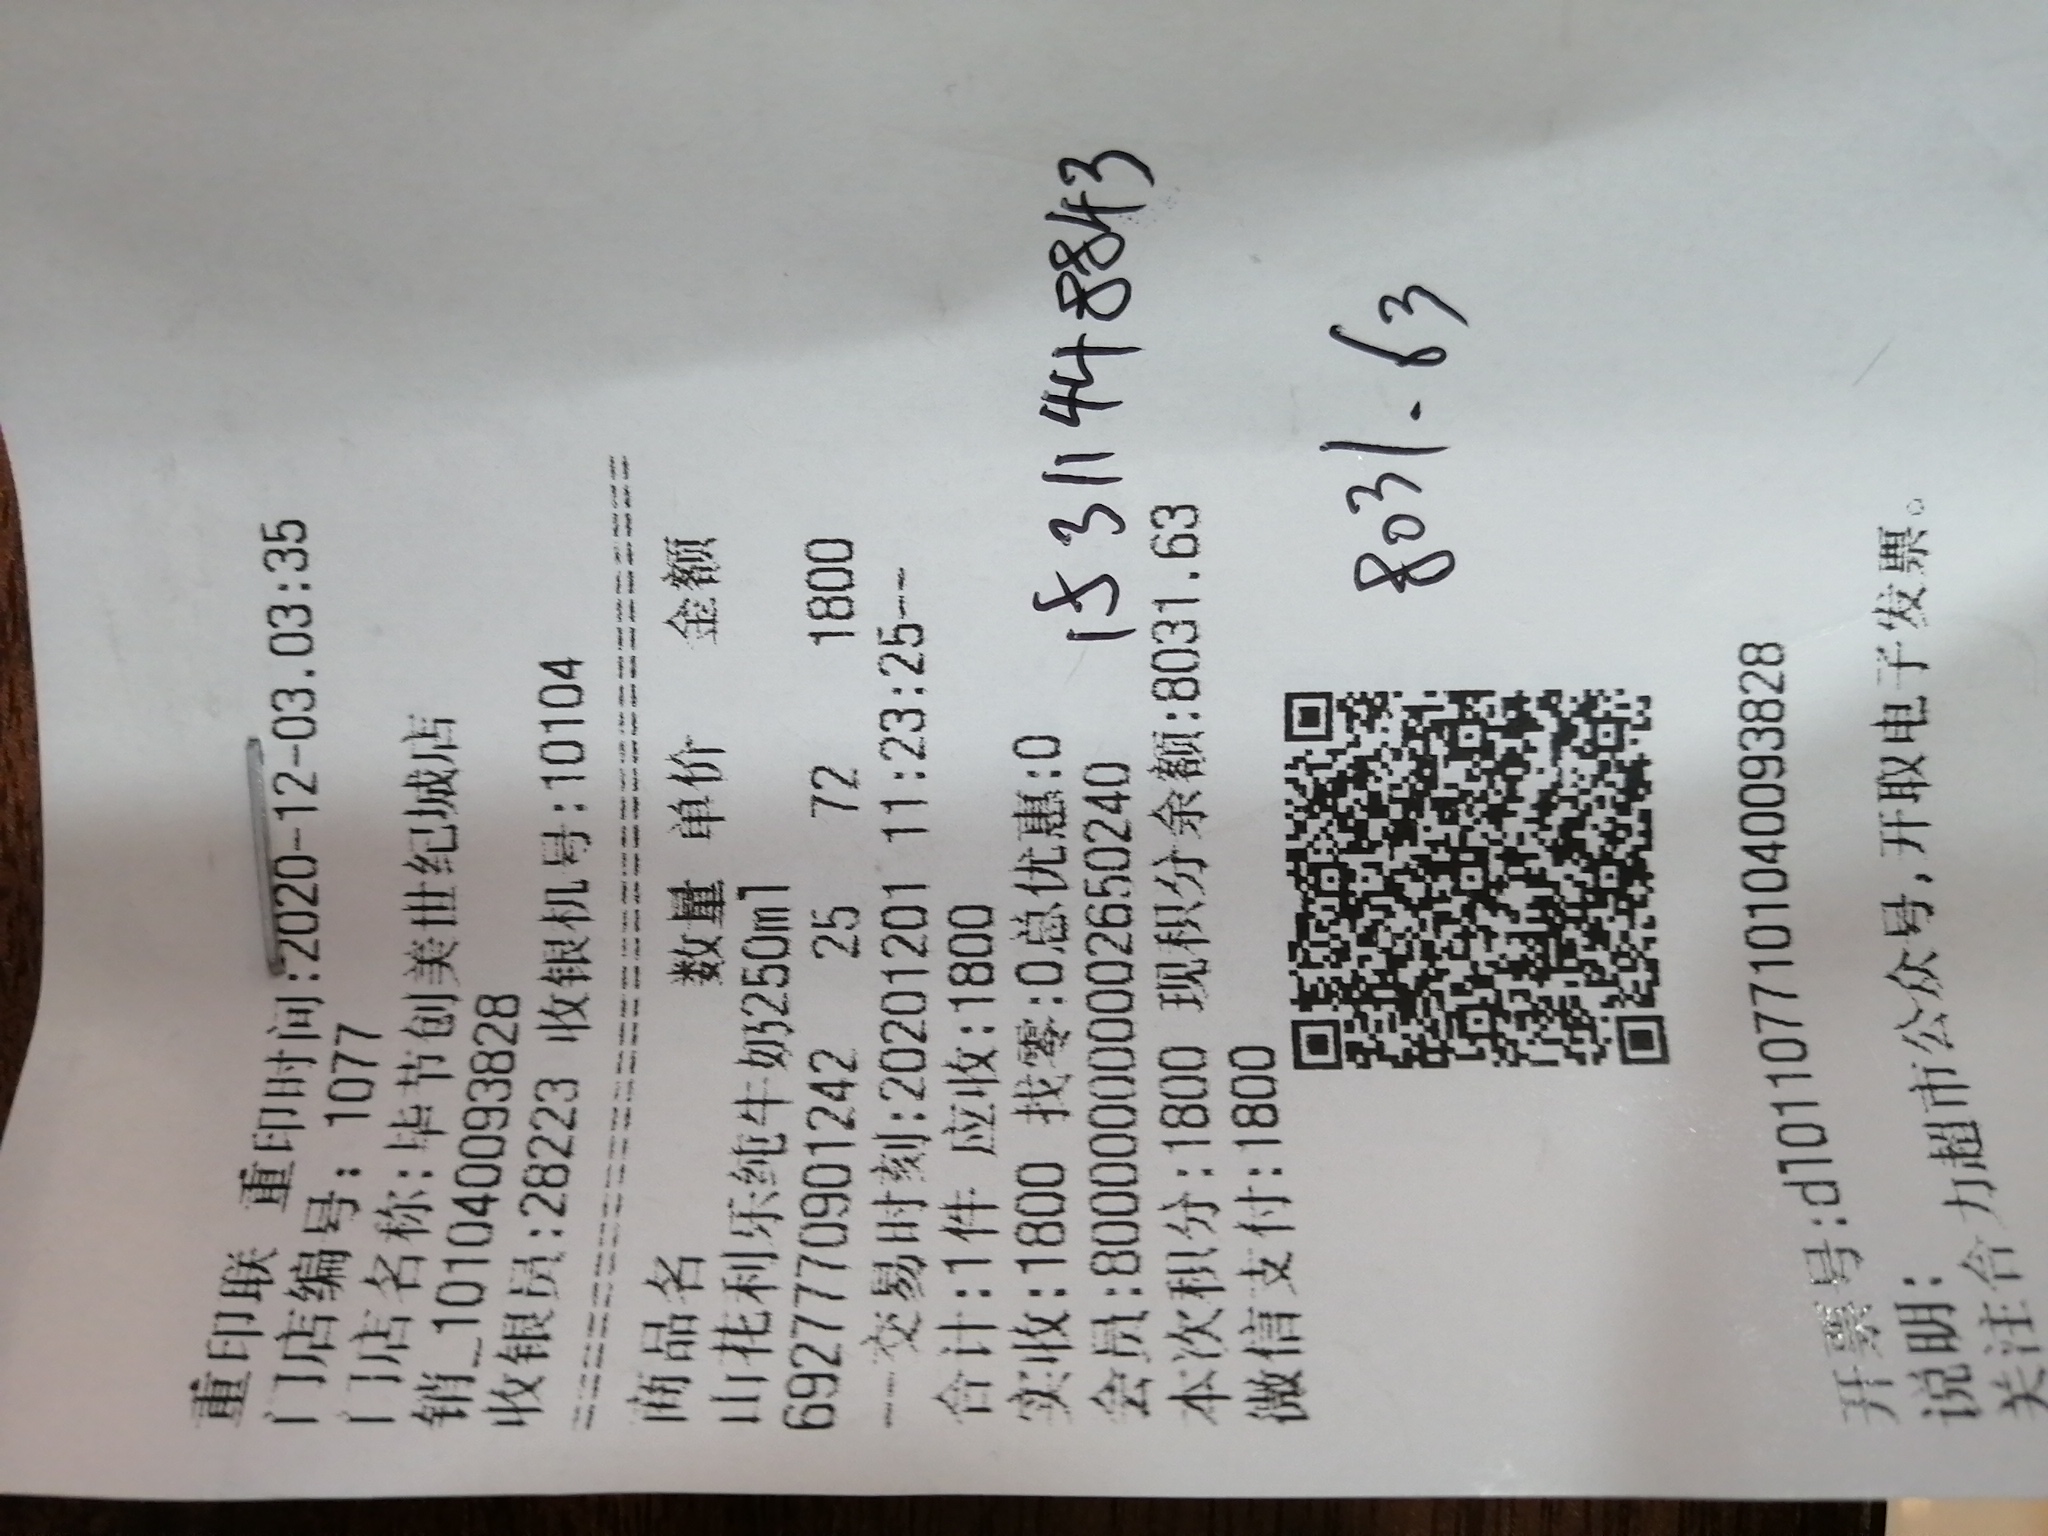 重印联 重印时间:2020-12-03.03:35
门店编号: 1077
门店名称:毕节创美世纪城店
销_1010400093828
收银员:28223 收银机号:10104
商品名 数量 单价 金额
山花利乐纯牛奶250ml
6927770901242 25 72 1800
--交易时刻:20201201 11:23:25--
合计:1件 应收:1800
实收:1800 找零:0总优惠:0
会员:8000000000002650240
本次积分:1800 现积分余额:8031.63
微信支付:1800
15311448843
8031.63
开票号:d1011077101040093828
说明:
关注合力超市公众号,开取电子发票。